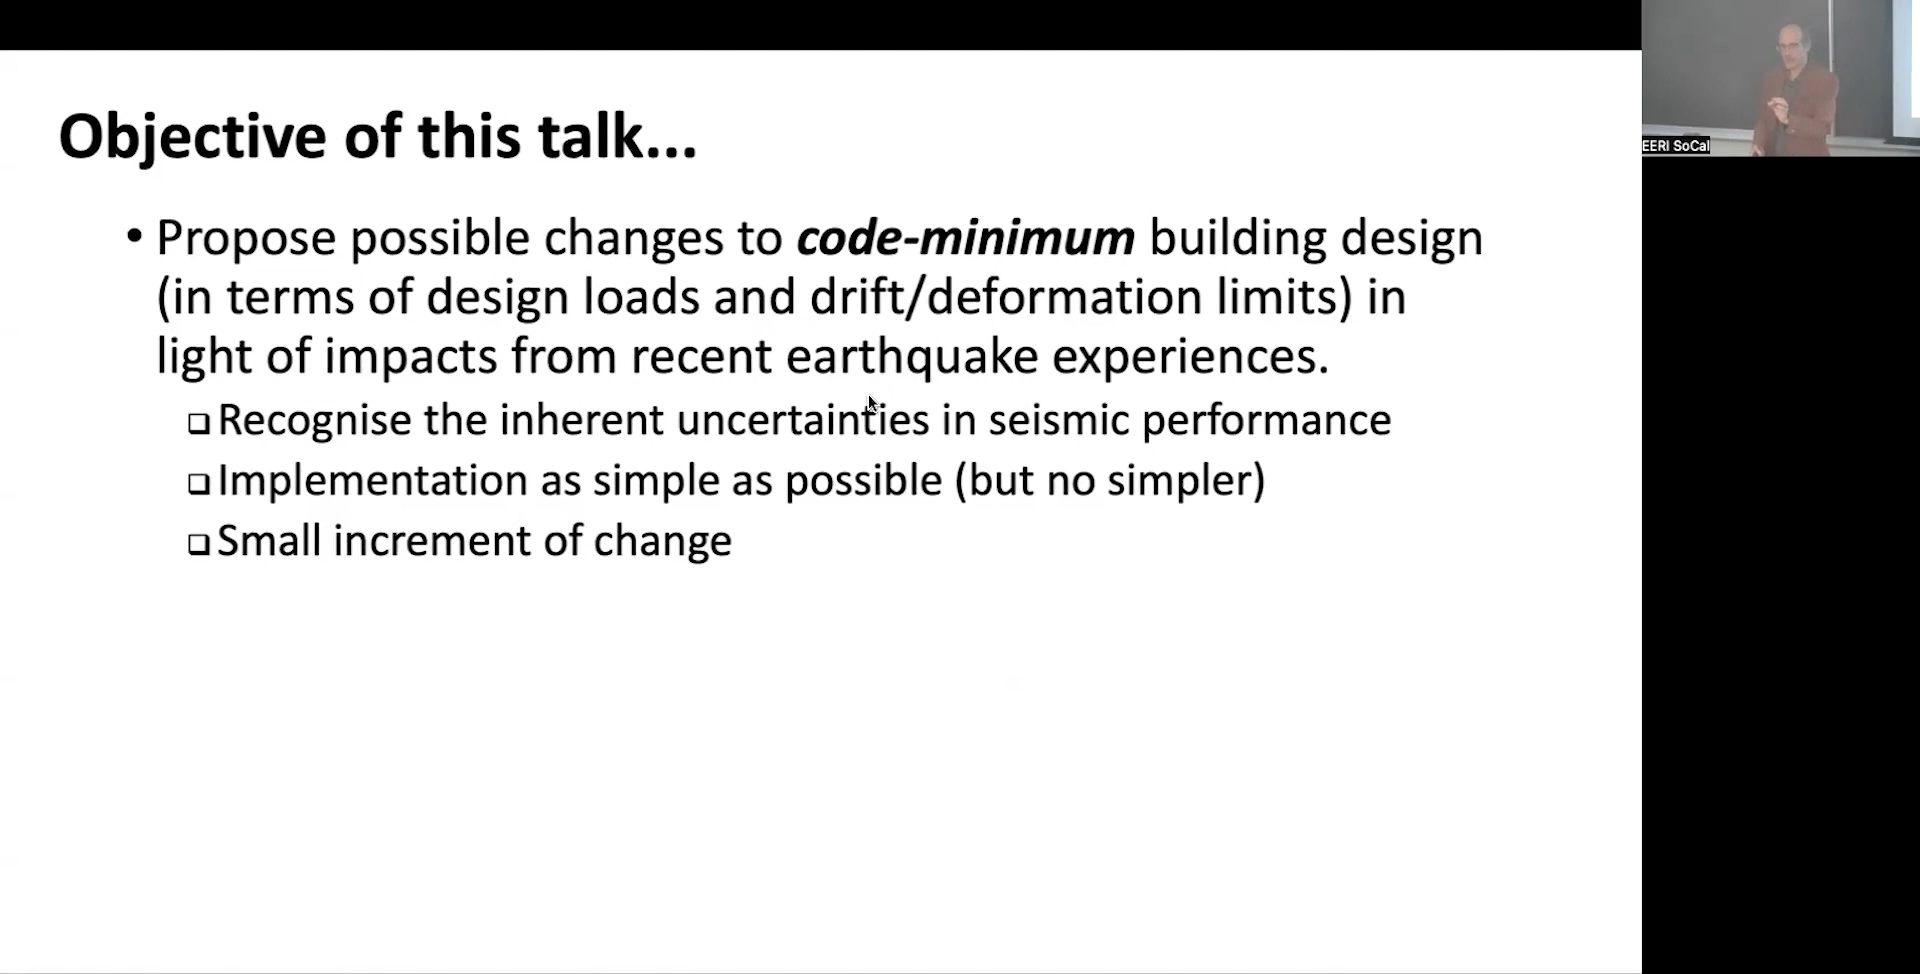 Objective of this talk...
• Propose possible changes to code-minimum building design
(in terms of design loads and drift/deformation limits) in
light of impacts from recent earthquake experiences.
❑ Recognise the inherent uncertainties in seismic performance
❑ Implementation as simple as possible (but no simpler)
❑ Small increment of change
EERI SoCal